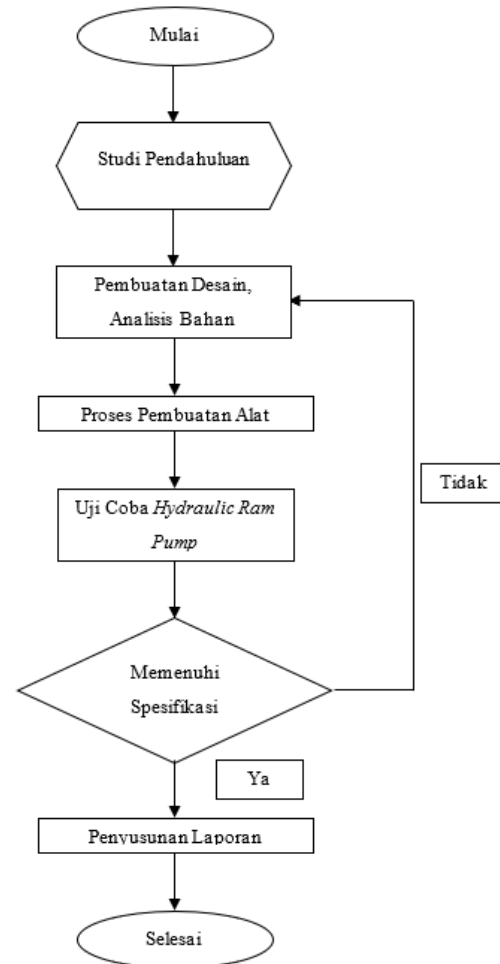 Mulai
Studi Pendahuluan
Pembuatan Desain,
Analisis Bahan
Proses Pembuatan Alat
Tidak
Uji Coba Hydraulic Ram
Pump
Memenuhi
Spesifikasi
Ya
Penyusunan Laporan
Selesai